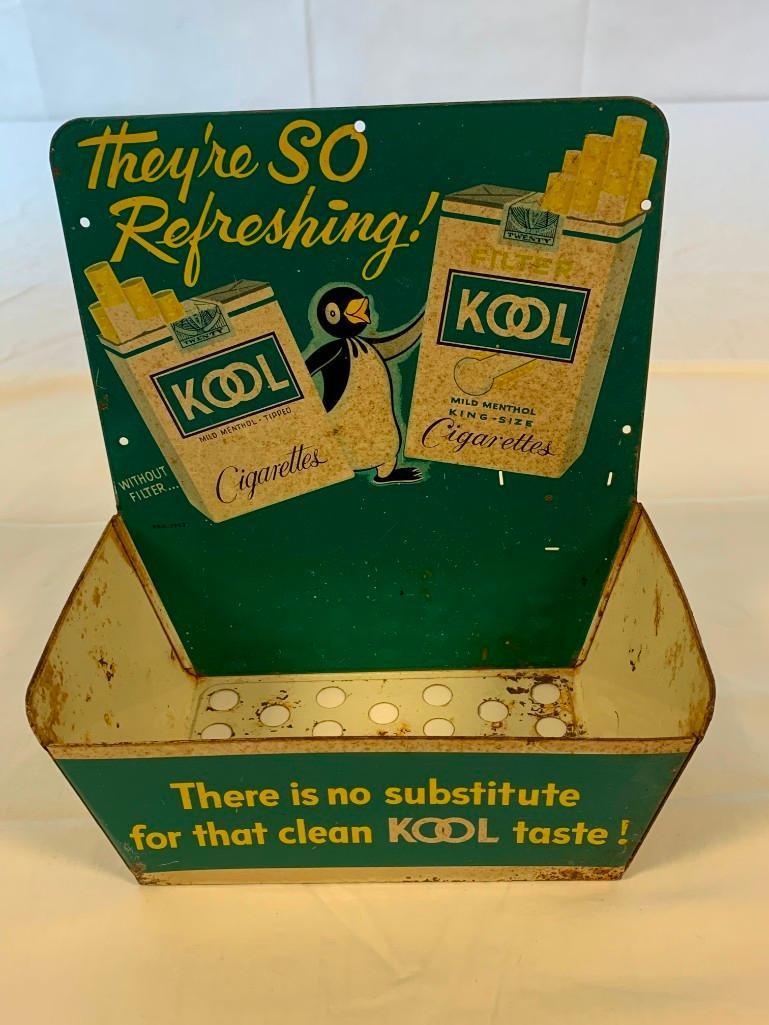 They're SO
Refreshing!
TWENTY
FILTER
KOOL
MILD MENTHOL
KING-SIZE
Cigarettes
TWENTY
KOOL
MILD MENTHOL-TIPPED
Cigarettes
WITHOUT
FILTER...
There is no substitute
for that clean KOOL taste!